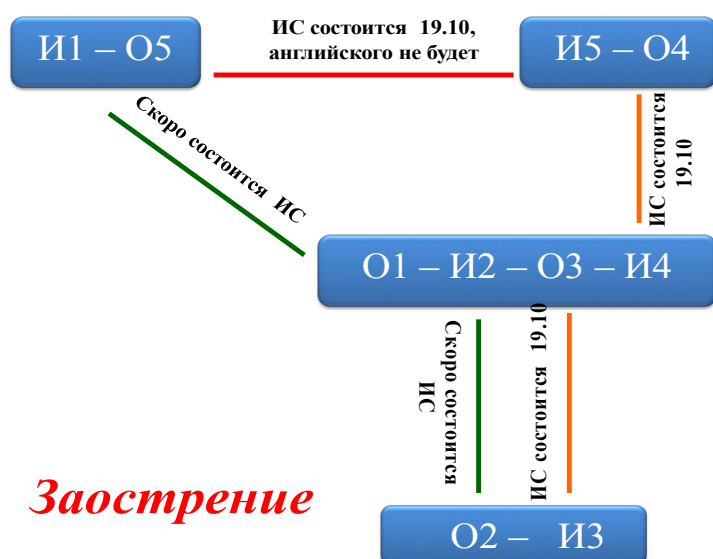 ИС состоится 19.10,
английского не будет
И1 – О5
И5 – О4
Скоро состоится ИС
ИС состоится
19.10
О1 – И2 – О3 – И4
Скоро состоится
ИС
ИС состоится 19.10
Заострение
О2 – И3